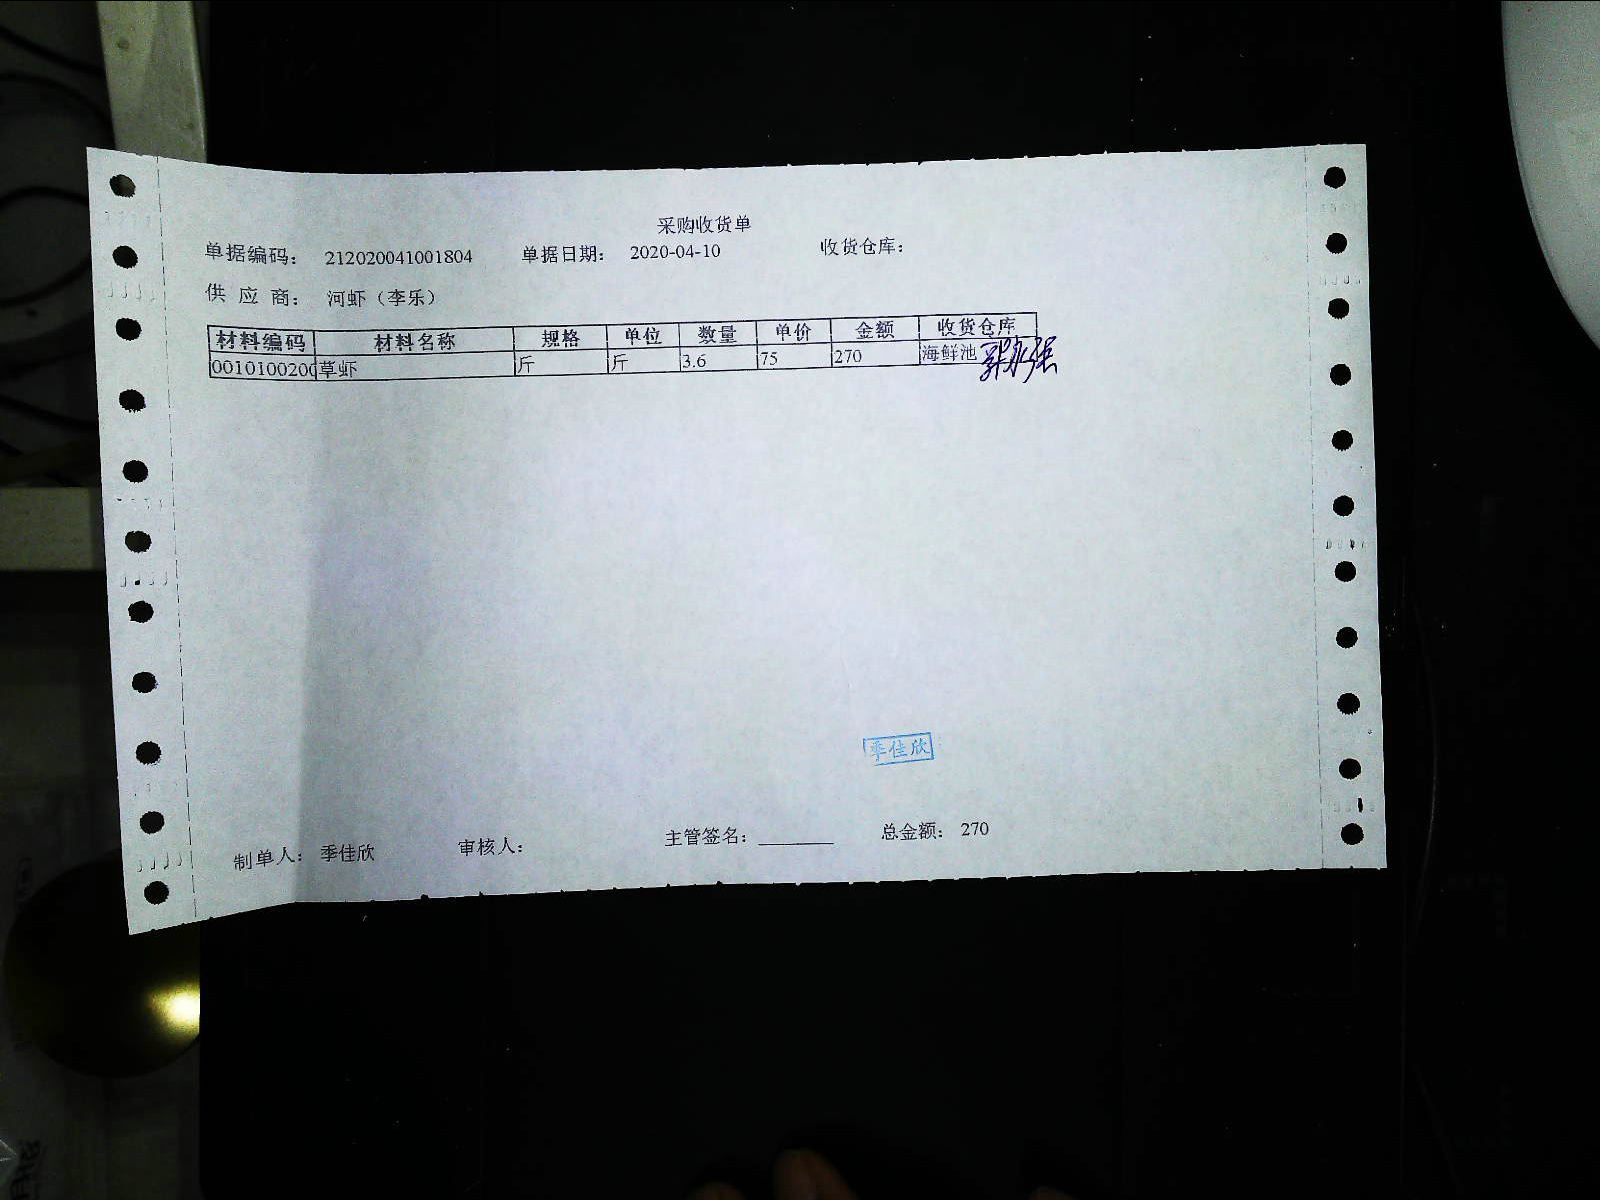 采购收货单
单据编码： 212020041001804 单据日期： 2020-04-10 收货仓库：
供 应 商： 河虾（李乐）
材料编码 材料名称 规格 单位 数量 单价 金额 收货仓库
0010100200 草虾 斤 斤 3.6 75 270 海鲜池
季佳欣
制单人： 季佳欣 审核人： 主管签名：________ 总金额： 270